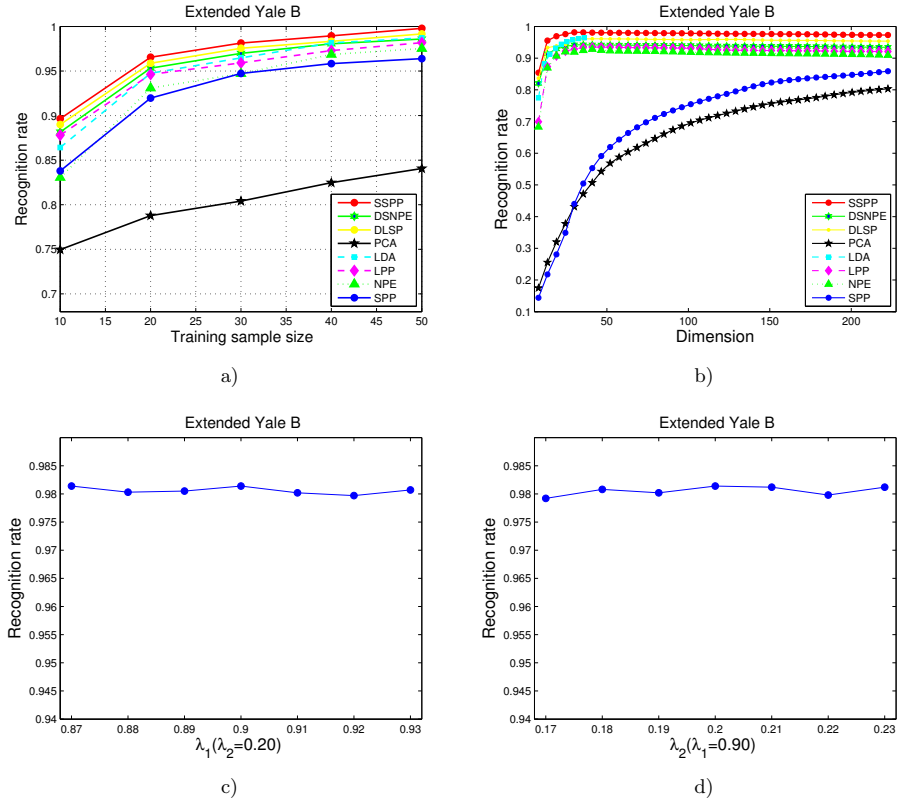 Extended Yale B
Recognition rate
1
0.95
0.9
0.85
0.8
0.75
0.7
10
15
20
25
30
35
40
45
50
Training sample size
SSPP
DSNPE
DLSP
PCA
LDA
LPP
NPE
SPP
a)
Extended Yale B
Recognition rate
1
0.9
0.8
0.7
0.6
0.5
0.4
0.3
0.2
0.1
50
100
150
200
Dimension
SSPP
DSNPE
DLSP
PCA
LDA
LPP
NPE
SPP
b)
Extended Yale B
Recognition rate
0.985
0.98
0.975
0.97
0.965
0.96
0.955
0.95
0.945
0.94
0.87
0.88
0.89
0.9
0.91
0.92
0.93
λ₁(λ₂=0.20)
c)
Extended Yale B
Recognition rate
0.985
0.98
0.975
0.97
0.965
0.96
0.955
0.95
0.945
0.94
0.17
0.18
0.19
0.2
0.21
0.22
0.23
λ₂(λ₁=0.90)
d)